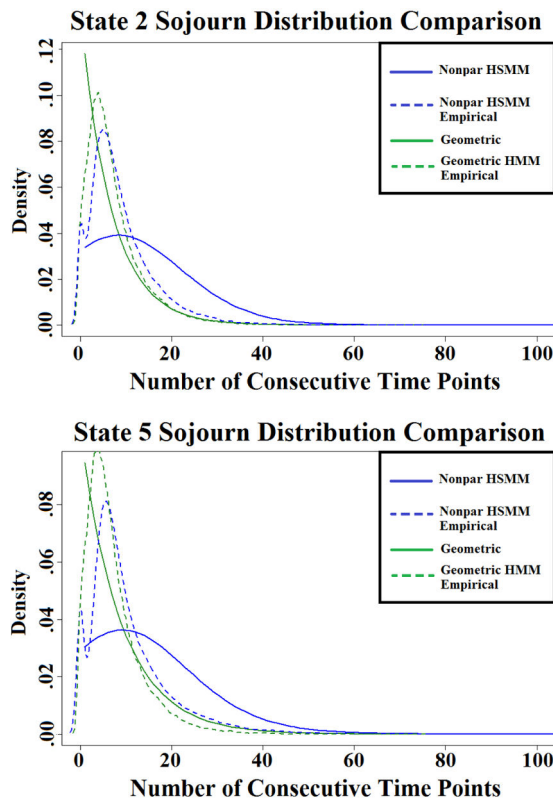 State 2 Sojourn Distribution Comparison
Density
.12
.10
.08
.06
.04
.02
.00
Nonpar HSMM
Nonpar HSMM
Empirical
Geometric
Geometric HMM
Empirical
0 20 40 60 80 100
Number of Consecutive Time Points
State 5 Sojourn Distribution Comparison
Density
.08
.06
.04
.02
.00
Nonpar HSMM
Nonpar HSMM
Empirical
Geometric
Geometric HMM
Empirical
0 20 40 60 80 100
Number of Consecutive Time Points